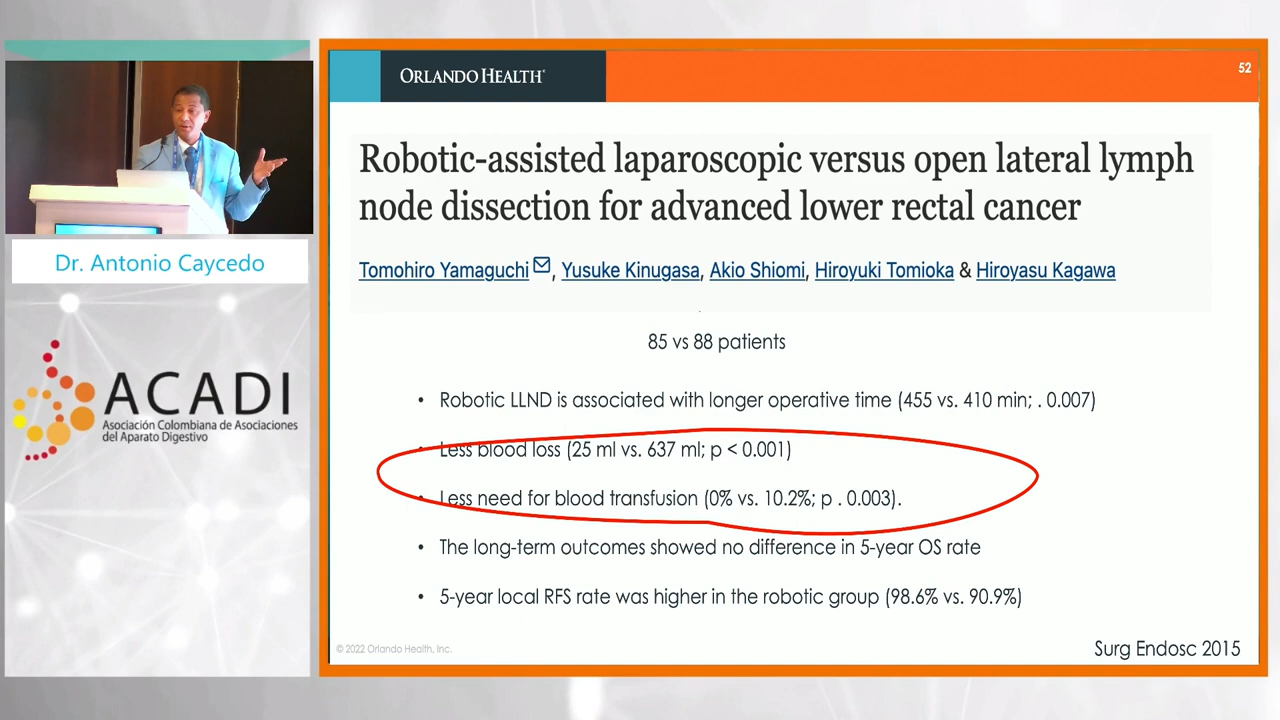 ORLANDO HEALTH®
52
Robotic-assisted laparoscopic versus open lateral lymph
node dissection for advanced lower rectal cancer
Tomohiro Yamaguchi, Yusuke Kinugasa, Akio Shiomi, Hiroyuki Tomioka & Hiroyasu Kagawa
85 vs 88 patients
• Robotic LLND is associated with longer operative time (455 vs. 410 min; . 0.007)
• Less blood loss (25 ml vs. 637 ml; p < 0.001)
• Less need for blood transfusion (0% vs. 10.2%; p . 0.003).
• The long-term outcomes showed no difference in 5-year OS rate
• 5-year local RFS rate was higher in the robotic group (98.6% vs. 90.9%)
© 2022 Orlando Health, Inc.
Surg Endosc 2015
Dr. Antonio Caycedo
ACADI
Asociación Colombiana de Asociaciones
del Aparato Digestivo